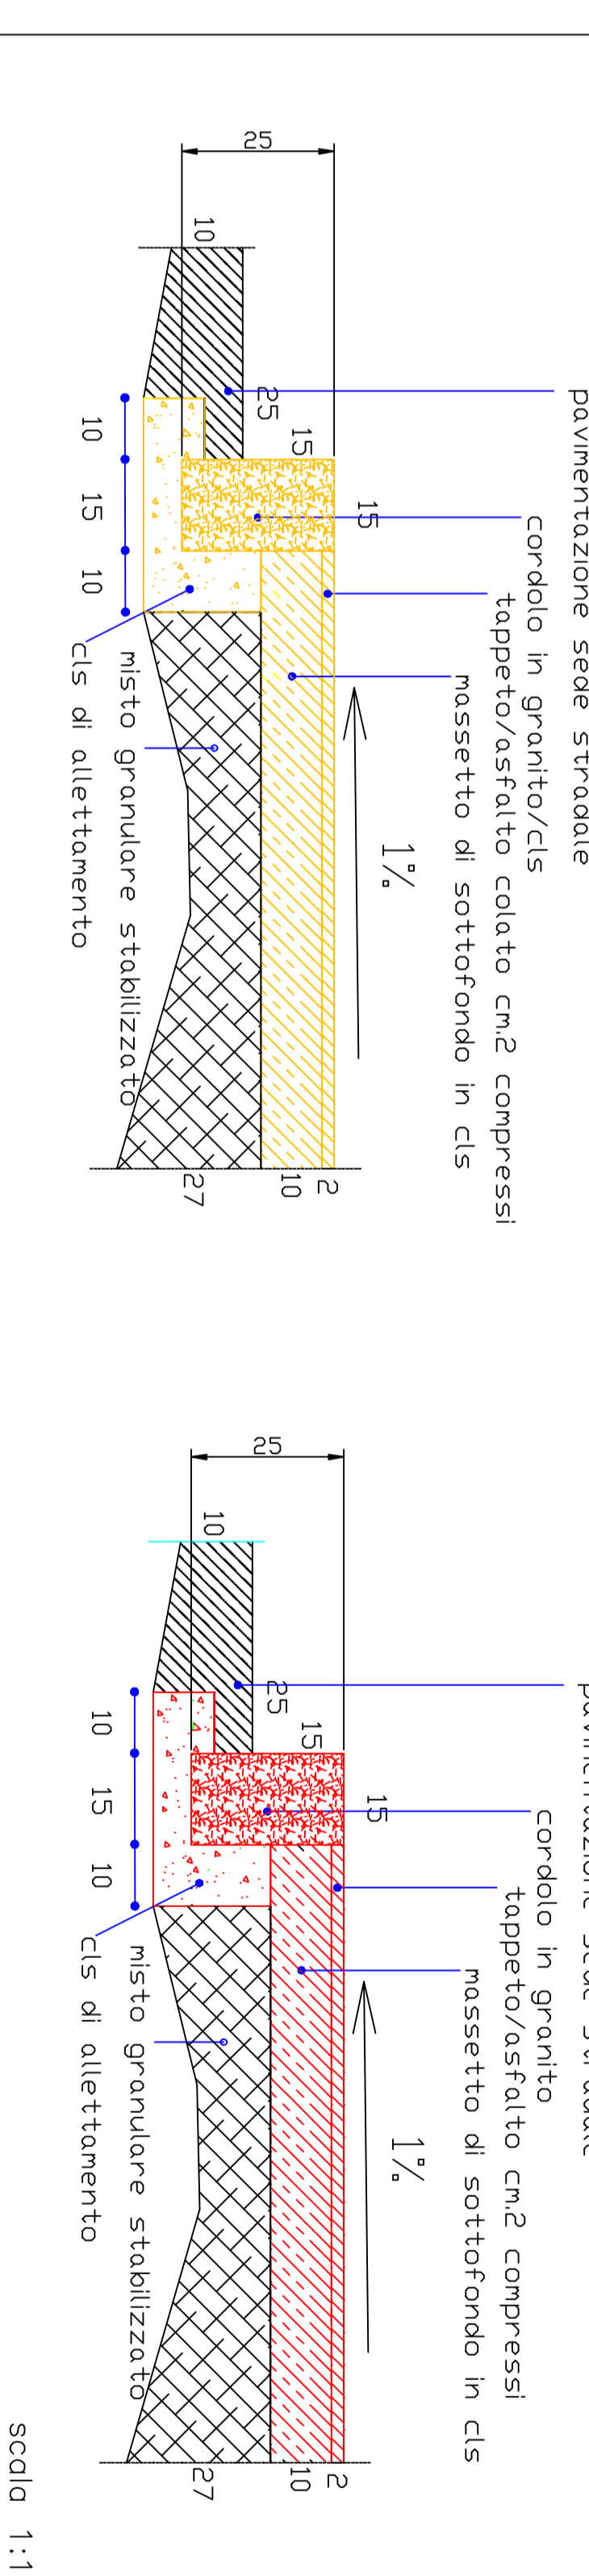 25
10
pavimentazione sede stradale
25
15
15
cordolo in granito/cls
tappeto/asfalto colato cm.2 compressi
massetto di sottofondo in cls
1%
10
15
10
misto granulare stabilizzato
cls di allettamento
2
10
27
25
10
pavimentazione sede stradale
25
15
15
cordolo in granito
tappeto/asfalto cm.2 compressi
massetto di sottofondo in cls
1%
10
15
10
misto granulare stabilizzato
cls di allettamento
2
10
27
scala 1:1